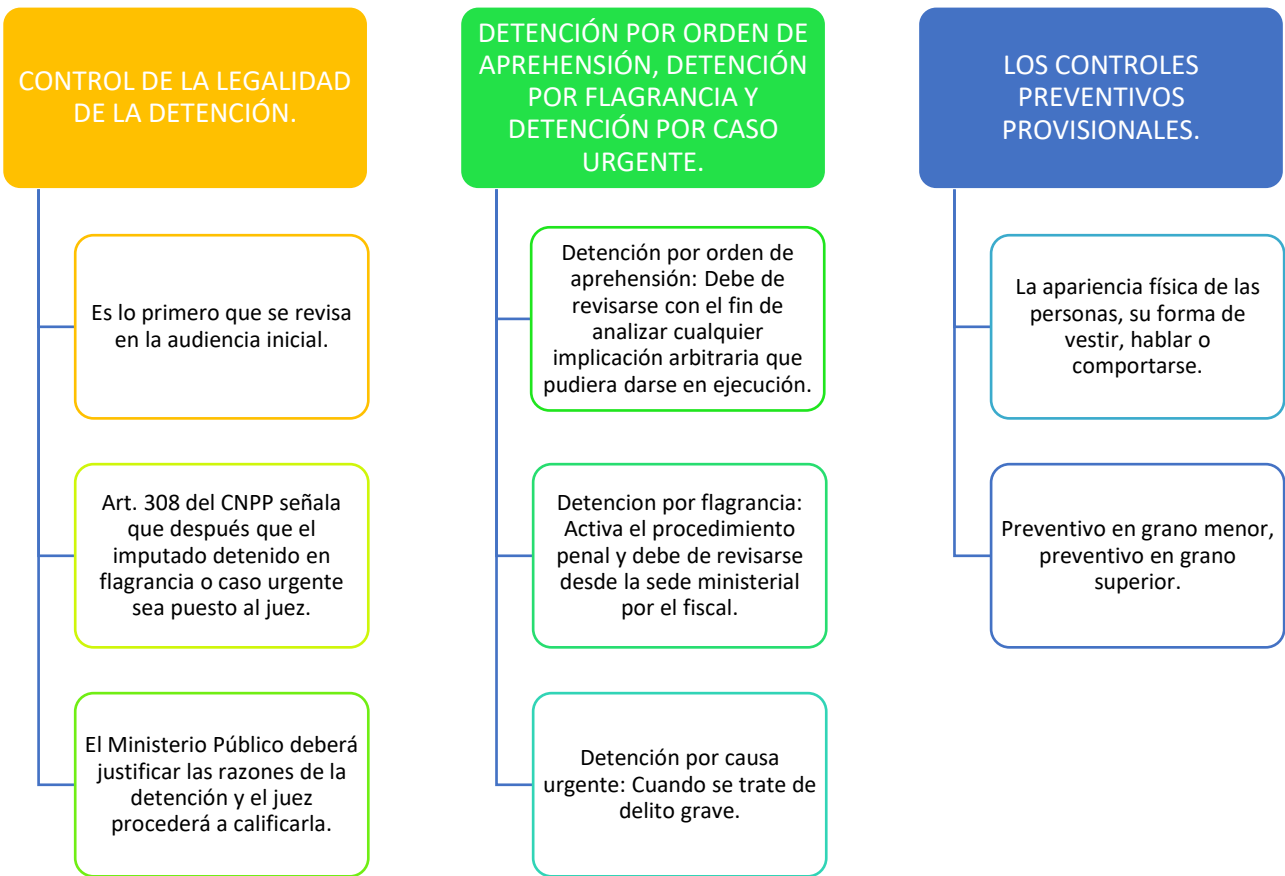 CONTROL DE LA LEGALIDAD
DE LA DETENCIÓN.
Es lo primero que se revisa
en la audiencia inicial.
Art. 308 del CNPP señala
que después que el
imputado detenido en
flagrancia o caso urgente
sea puesto al juez.
El Ministerio Público deberá
justificar las razones de la
detención y el juez
procederá a calificarla.
DETENCIÓN POR ORDEN DE
APREHENSIÓN, DETENCIÓN
POR FLAGRANCIA Y
DETENCIÓN POR CASO
URGENTE.
Detención por orden de
aprehensión: Debe de
revisarse con el fin de
analizar cualquier
implicación arbitraria que
pudiera darse en ejecución.
Detencion por flagrancia:
Activa el procedimiento
penal y debe de revisarse
desde la sede ministerial
por el fiscal.
Detención por causa
urgente: Cuando se trate de
delito grave.
LOS CONTROLES
PREVENTIVOS
PROVISIONALES.
La apariencia física de las
personas, su forma de
vestir, hablar o
comportarse.
Preventivo en grano menor,
preventivo en grano
superior.